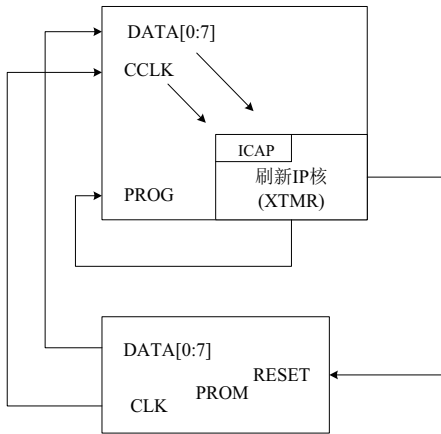 DATA[0:7]
CCLK
ICAP
刷新IP核
(XTMR)
PROG
DATA[0:7]
RESET
PROM
CLK